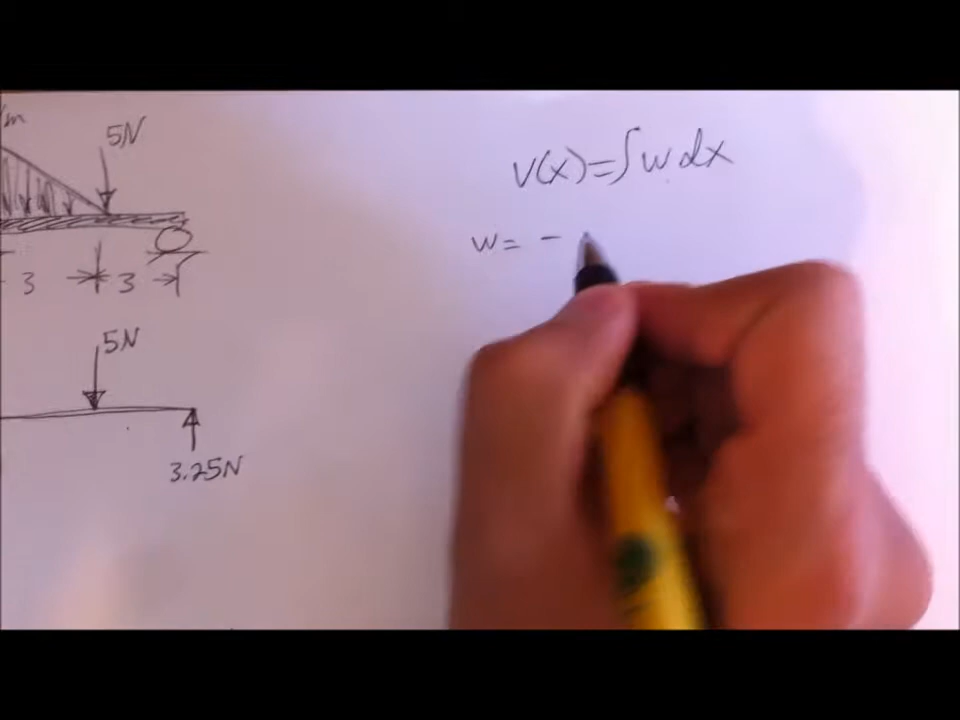 /m
5N
V(x)=∫w dx
w= -
3
3
5N
3.25N